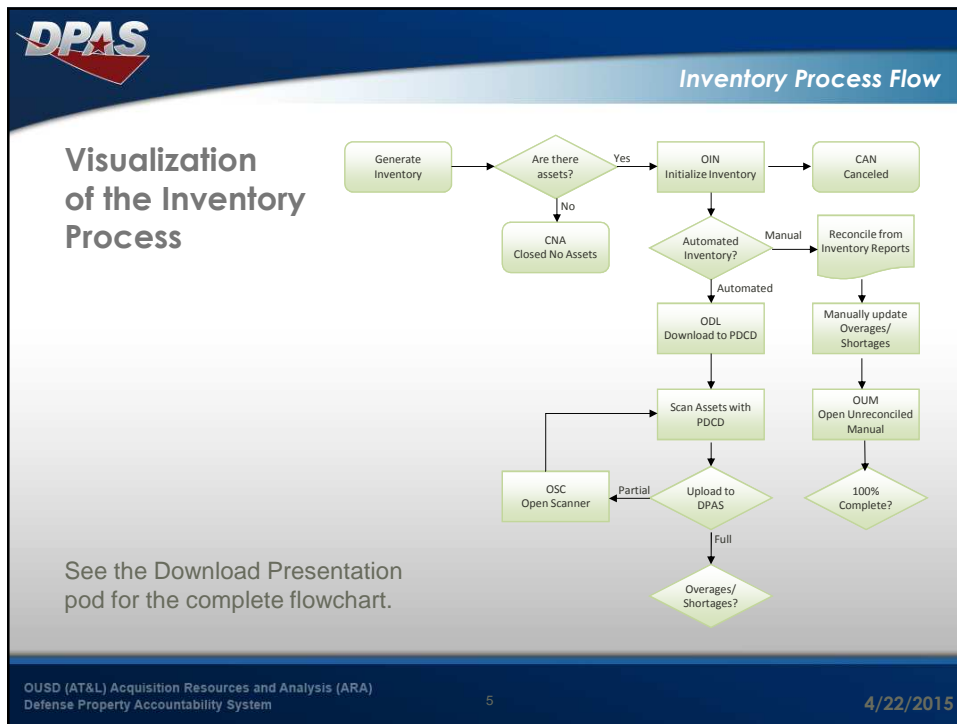 DPAS
Inventory Process Flow
Visualization
of the Inventory
Process
Generate
Inventory
Are there
assets?
Yes
OIN
Initialize Inventory
CAN
Canceled
No
CNA
Closed No Assets
Automated
Inventory?
Manual
Reconcile from
Inventory Reports
Automated
ODL
Download to PDCD
Manually update
Overages/
Shortages
Scan Assets with
PDCD
OUM
Open Unreconciled
Manual
OSC
Open Scanner
Partial
Upload to
DPAS
100%
Complete?
Full
Overages/
Shortages?
See the Download Presentation
pod for the complete flowchart.
OUSD (AT&L) Acquisition Resources and Analysis (ARA)
Defense Property Accountability System
5
4/22/2015